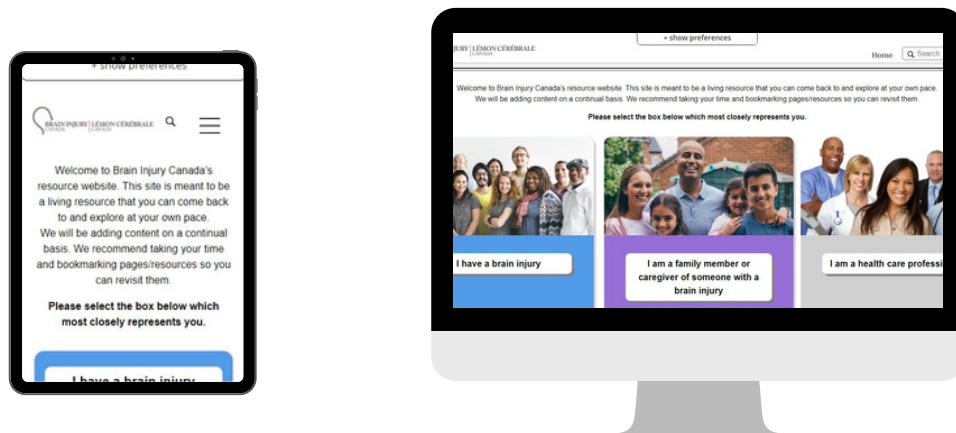 + show preferences
BRAIN INJURY | LÉSION CÉRÉBRALE
CANADA | CANADA
Welcome to Brain Injury Canada's
resource website. This site is meant to be
a living resource that you can come back
to and explore at your own pace.
We will be adding content on a continual
basis. We recommend taking your time
and bookmarking pages/resources so you
can revisit them.
Please select the box below which
most closely represents you.
I have a brain injury
+ show preferences
JURY | LÉSION CÉRÉBRALE
CANADA
Home
Search
Welcome to Brain Injury Canada's resource website. This site is meant to be a living resource that you can come back to and explore at your own pace.
We will be adding content on a continual basis. We recommend taking your time and bookmarking pages/resources so you can revisit them.
Please select the box below which most closely represents you.
I have a brain injury
I am a family member or
caregiver of someone with a
brain injury
I am a health care professi